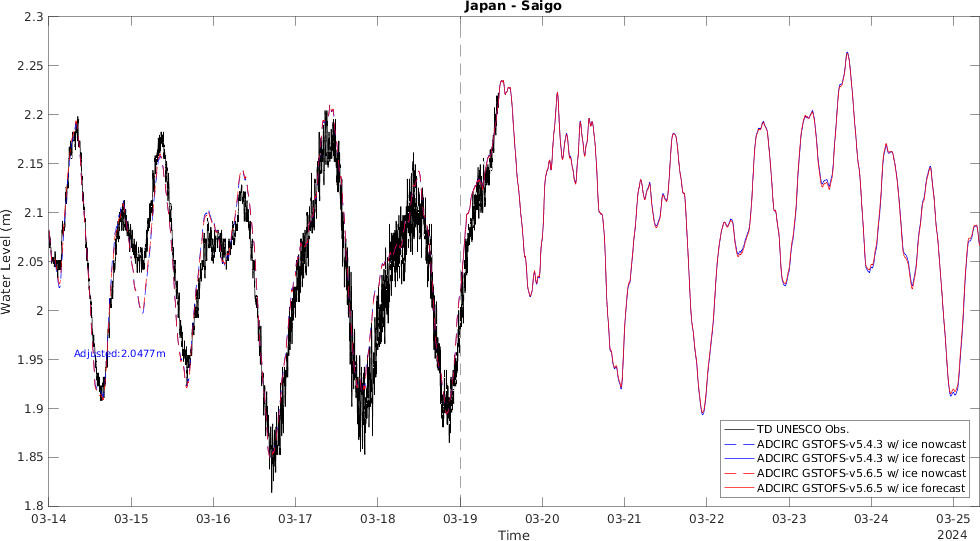 Japan - Saigo
2.3
2.25
2.2
2.15
2.1
2.05
2
1.95
1.9
1.85
1.8
Water Level (m)
Adjusted:2.0477m
TD UNESCO Obs.
ADCIRC GSTOFS-v5.4.3 w/ ice nowcast
ADCIRC GSTOFS-v5.4.3 w/ ice forecast
ADCIRC GSTOFS-v5.6.5 w/ ice nowcast
ADCIRC GSTOFS-v5.6.5 w/ ice forecast
03-14 03-15 03-16 03-17 03-18 03-19 03-20 03-21 03-22 03-23 03-24 03-25
2024
Time